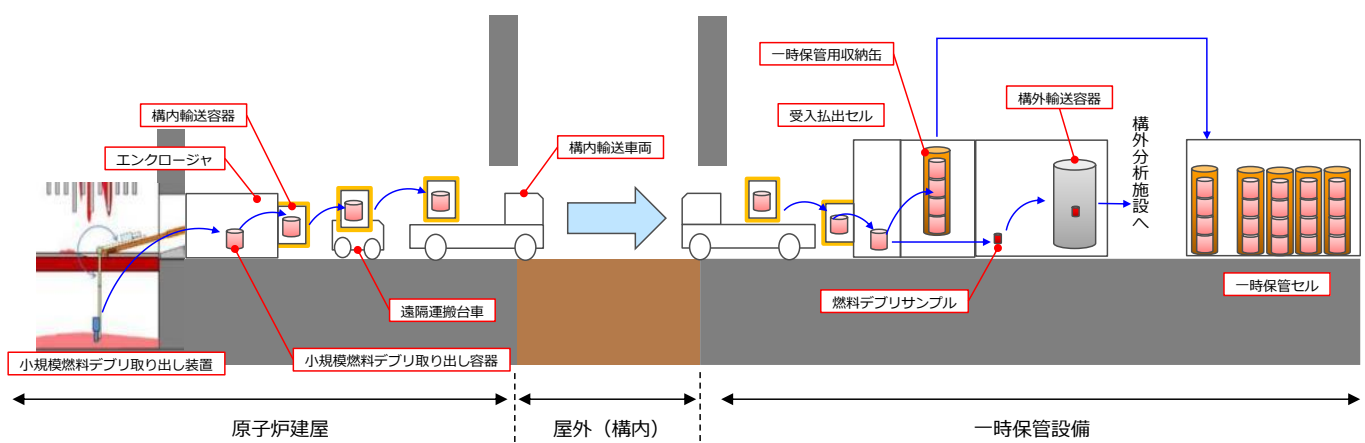 一時保管用収納缶
構内輸送容器
受入払出セル
構外輸送容器
エンクロージャ
構内輸送車両
構外分析施設へ
遠隔運搬台車
燃料デブリサンプル
一時保管セル
小規模燃料デブリ取り出し装置
小規模燃料デブリ取り出し容器
原子炉建屋
屋外（構内）
一時保管設備